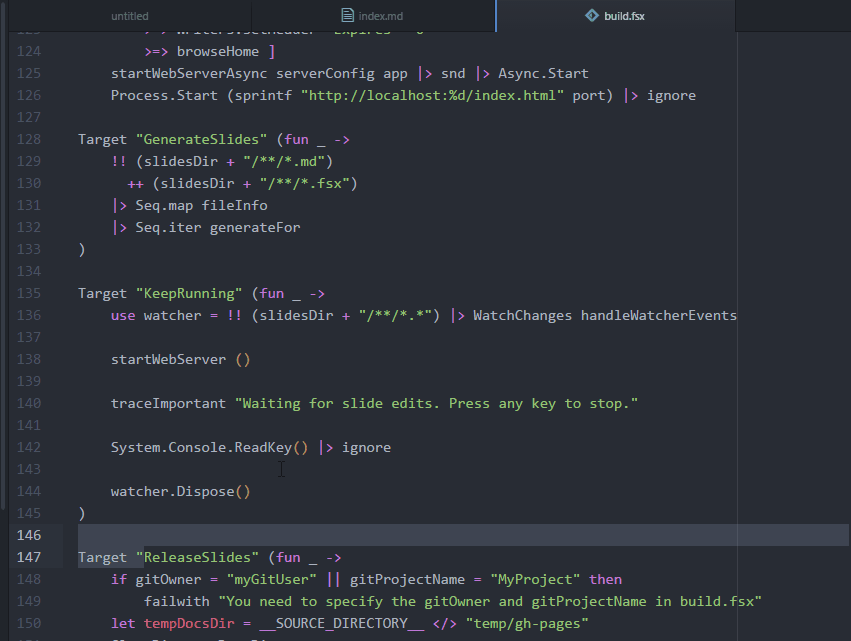 untitled
index.md
build.fsx
124 >=> browseHome ]
125 startWebServerAsync serverConfig app |> snd |> Async.Start
126 Process.Start (sprintf "http://localhost:%d/index.html" port) |> ignore
127
128 Target "GenerateSlides" (fun _ ->
129 !! (slidesDir + "/**/*.md")
130 ++ (slidesDir + "/**/*.fsx")
131 |> Seq.map fileInfo
132 |> Seq.iter generateFor
133 )
134
135 Target "KeepRunning" (fun _ ->
136 use watcher = !! (slidesDir + "/**/*.*") |> WatchChanges handleWatcherEvents
137
138 startWebServer ()
139
140 traceImportant "Waiting for slide edits. Press any key to stop."
141
142 System.Console.ReadKey() |> ignore
143
144 watcher.Dispose()
145 )
146
147 Target "ReleaseSlides" (fun _ ->
148 if gitOwner = "myGitUser" || gitProjectName = "MyProject" then
149 failwith "You need to specify the gitOwner and gitProjectName in build.fsx"
150 let tempDocsDir = __SOURCE_DIRECTORY__ </> "temp/gh-pages"